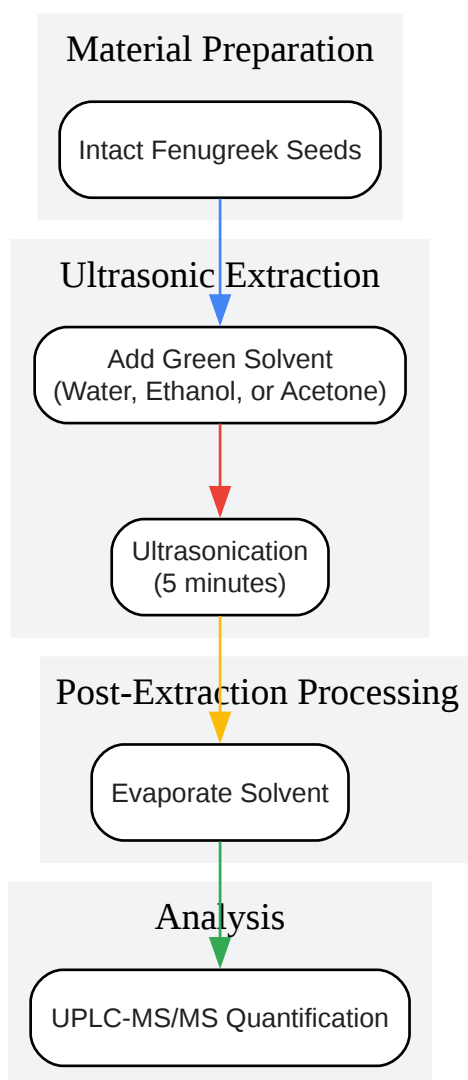 Material Preparation
Intact Fenugreek Seeds
Ultrasonic Extraction
Add Green Solvent
(Water, Ethanol, or Acetone)
Ultrasonication
(5 minutes)
Post-Extraction Processing
Evaporate Solvent
Analysis
UPLC-MS/MS Quantification